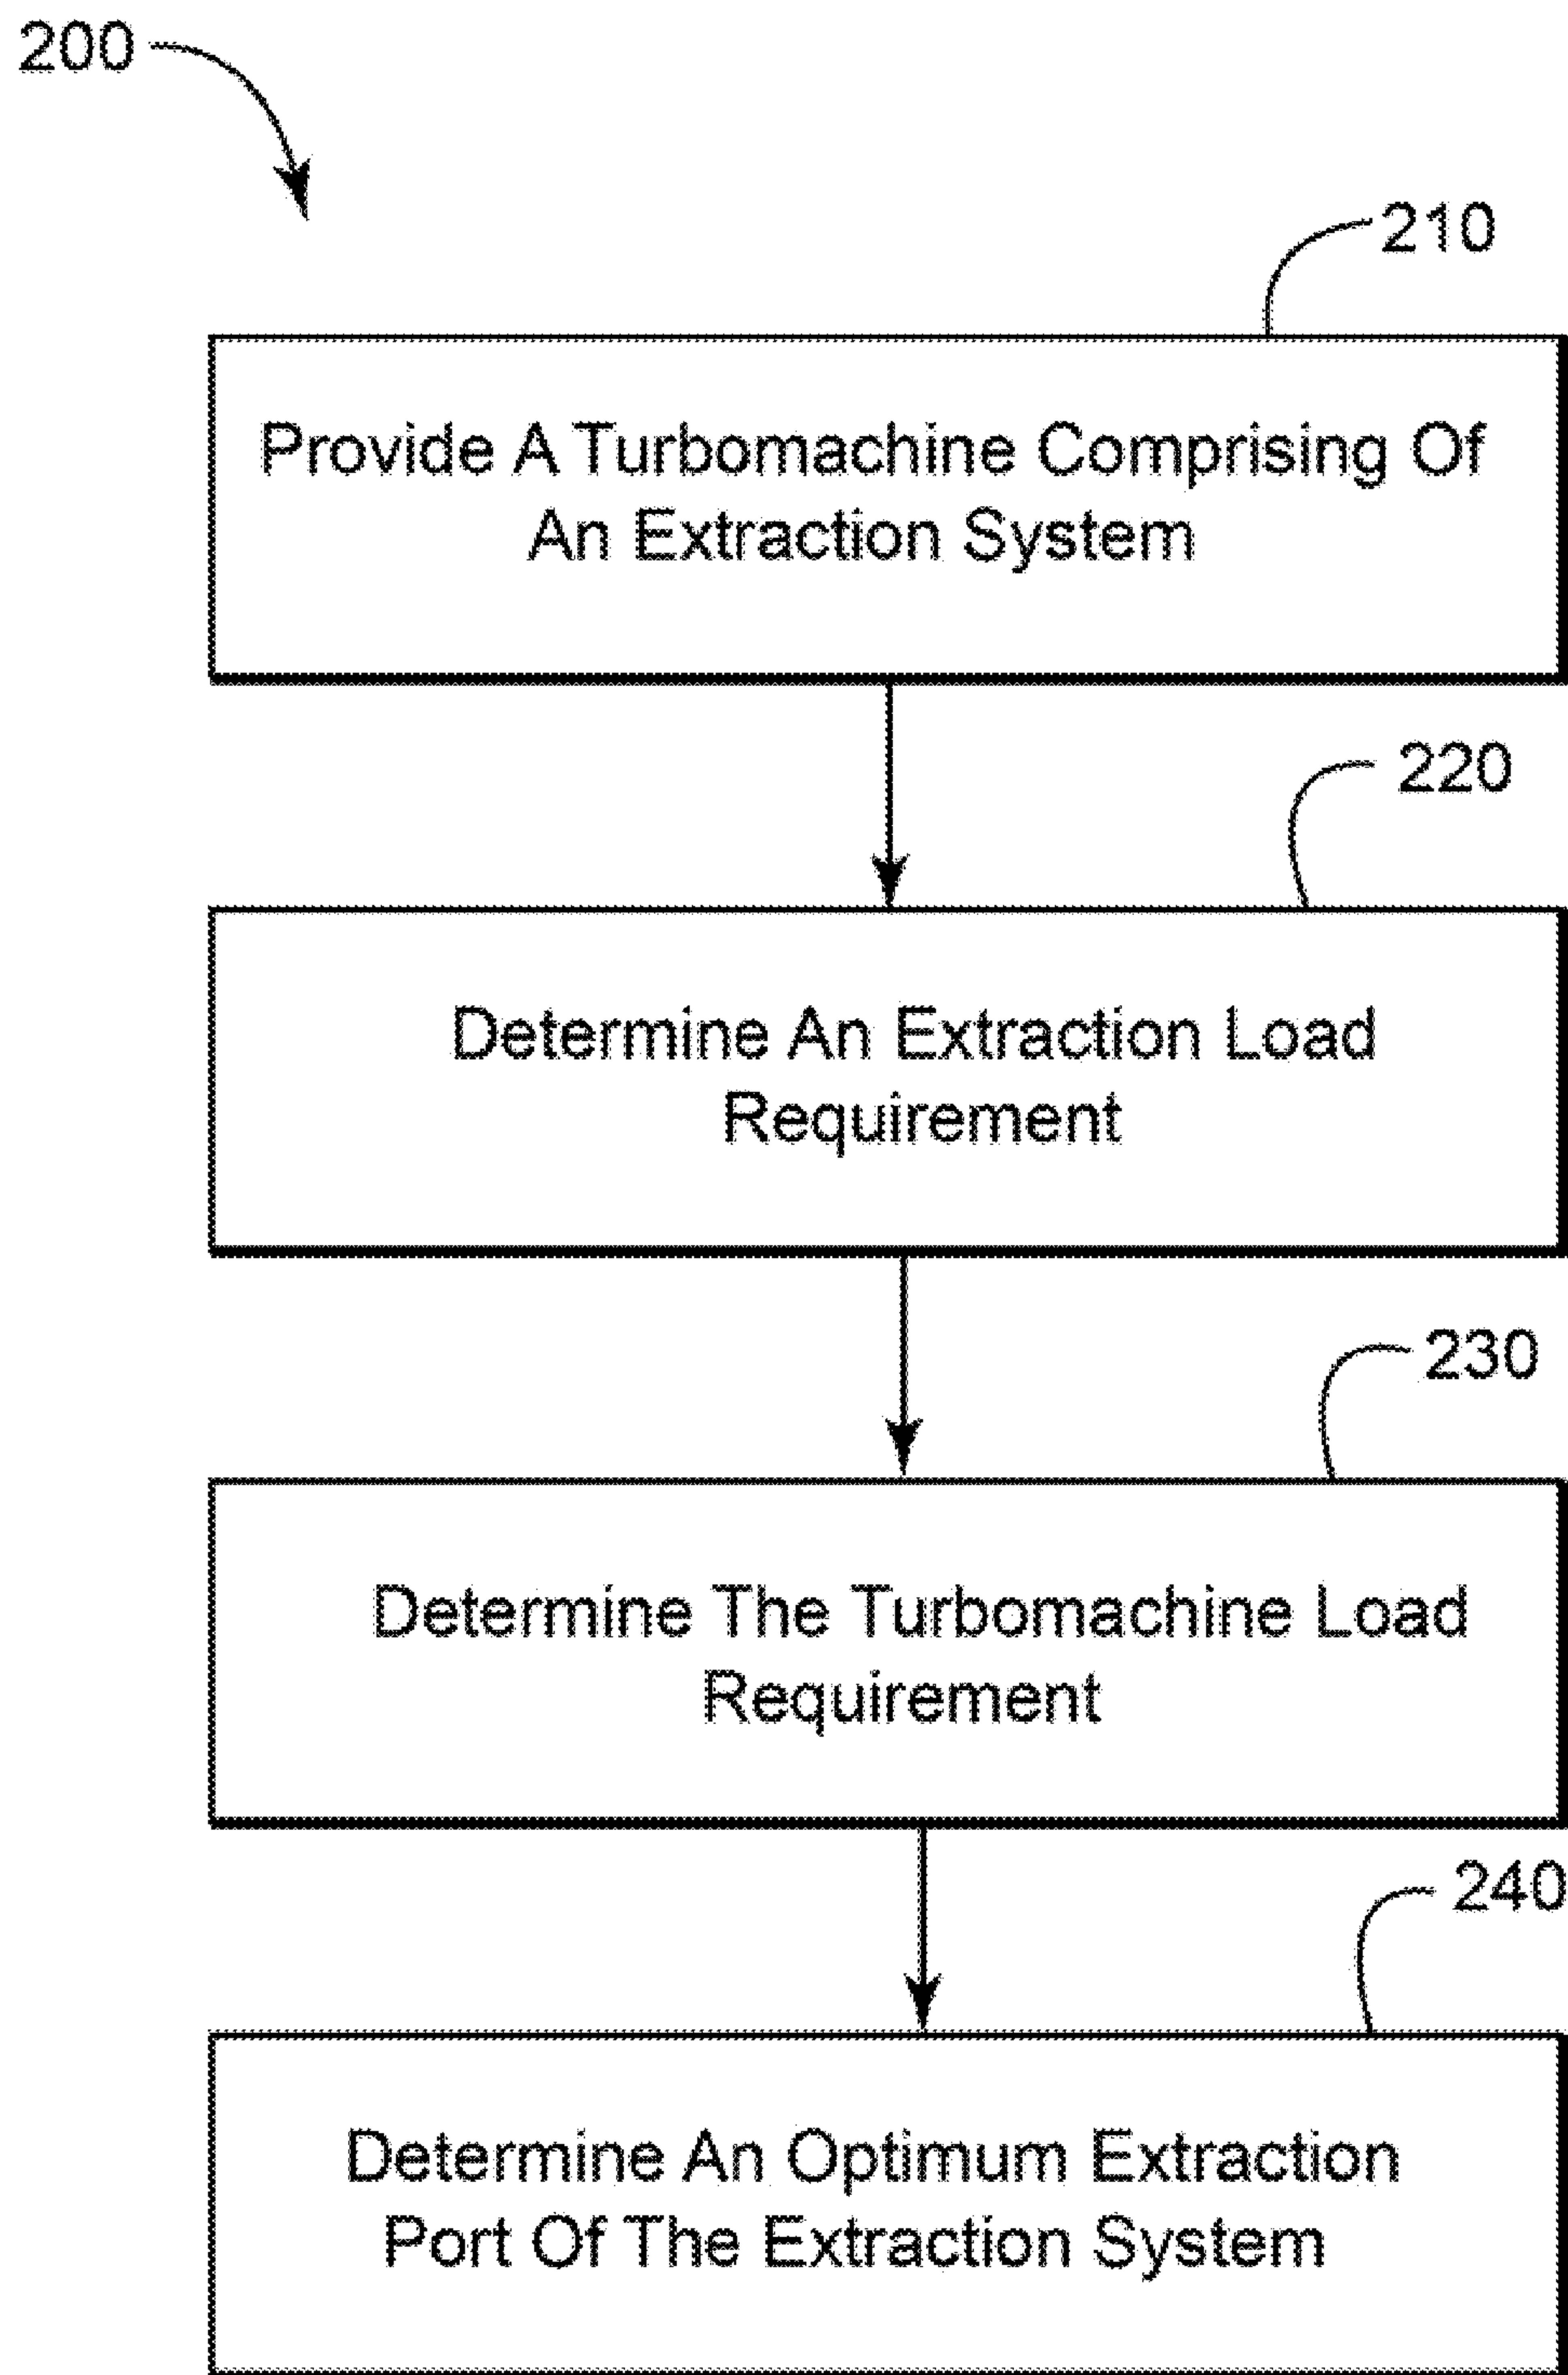 200
210
Provide A Turbomachine Comprising Of
An Extraction System
220
Determine An Extraction Load
Requirement
230
Determine The Turbomachine Load
Requirement
240
Determine An Optimum Extraction
Port Of The Extraction System